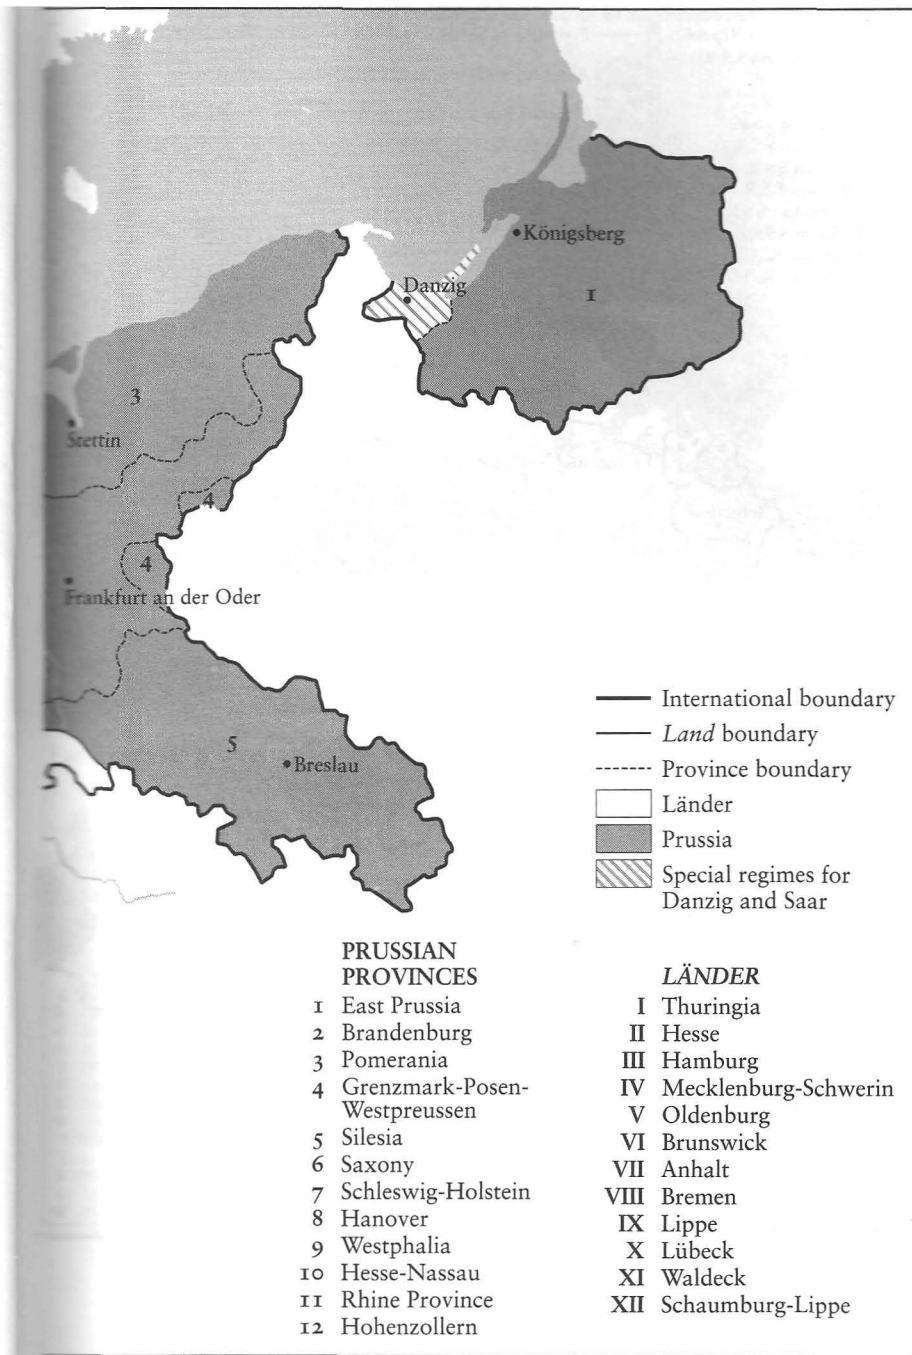 Königsberg
Danzig
1
3
Stettin
4
4
Frankfurt an der Oder
5
Breslau
International boundary
Land boundary
Province boundary
Länder
Prussia
Special regimes for
Danzig and Saar
PRUSSIAN
PROVINCES
1 East Prussia
2 Brandenburg
3 Pomerania
4 Grenzmark-Posen-
Westpreussen
5 Silesia
6 Saxony
7 Schleswig-Holstein
8 Hanover
9 Westphalia
10 Hesse-Nassau
11 Rhine Province
12 Hohenzollern
LÄNDER
I Thuringia
II Hesse
III Hamburg
IV Mecklenburg-Schwerin
V Oldenburg
VI Brunswick
VII Anhalt
VIII Bremen
IX Lippe
X Lübeck
XI Waldeck
XII Schaumburg-Lippe